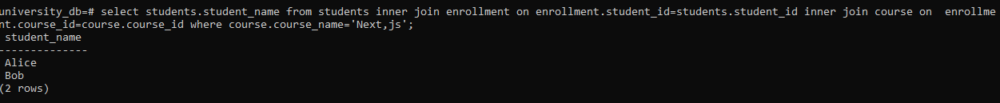 university_db=# select students.student_name from students inner join enrollment on enrollment.student_id=students.student_id inner join course on  enrollme
nt.course_id=course.course_id where course.course_name='Next,js';
 student_name
--------------
 Alice
 Bob
(2 rows)